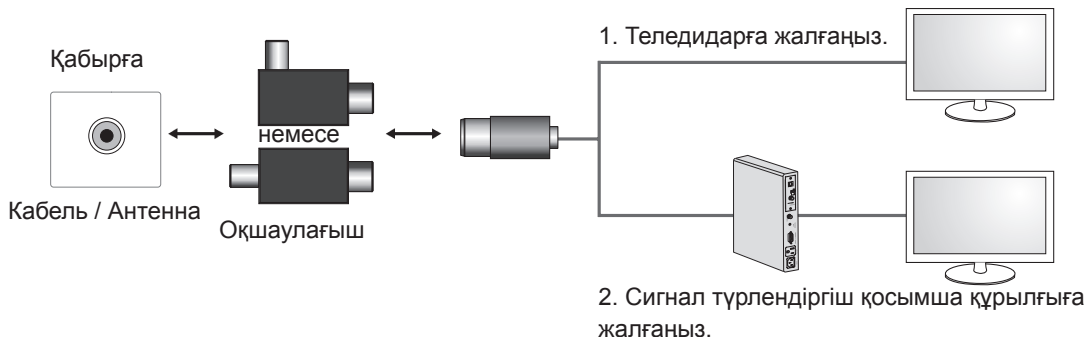 1. Теледидарға жалғаңыз.
Қабырға
немесе
Кабель / Антенна
Оқшаулағыш
2. Сигнал түрлендіргіш қосымша құрылғыға
жалғаңыз.